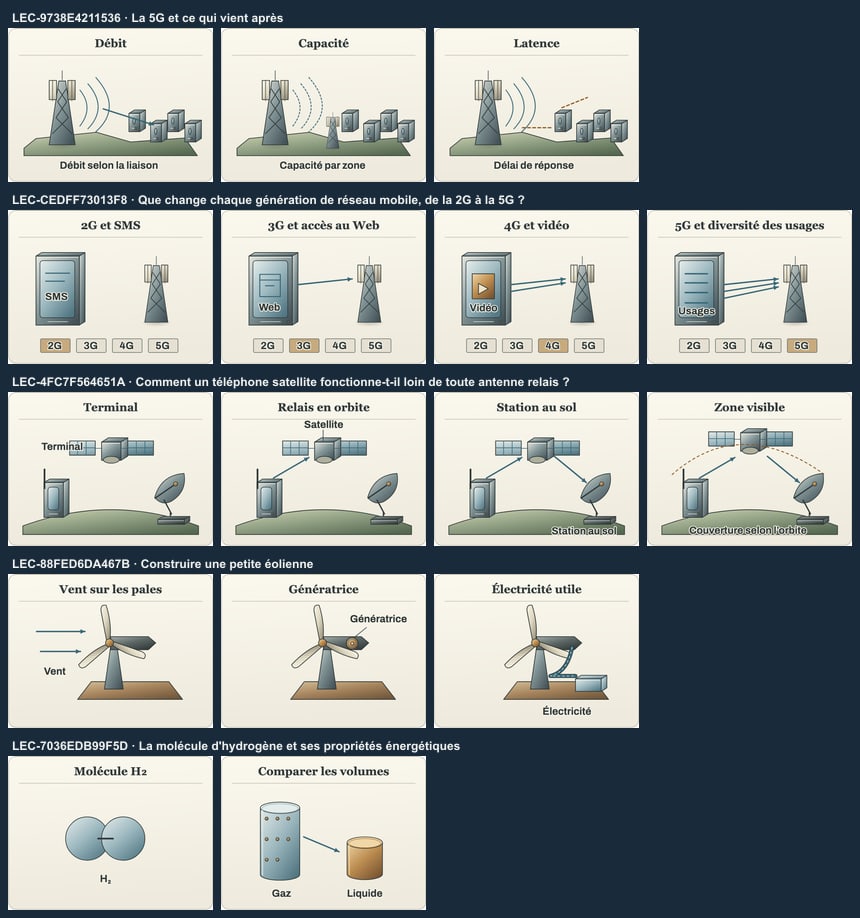 LEC-9738E4211536 · La 5G et ce qui vient après
Débit
Débit selon la liaison
Capacité
Capacité par zone
Latence
Délai de réponse
LEC-CEDFF73013F8 · Que change chaque génération de réseau mobile, de la 2G à la 5G ?
2G et SMS
SMS
2G 3G 4G 5G
3G et accès au Web
Web
2G 3G 4G 5G
4G et vidéo
Vidéo
2G 3G 4G 5G
5G et diversité des usages
Usages
2G 3G 4G 5G
LEC-4FC7F564651A · Comment un téléphone satellite fonctionne-t-il loin de toute antenne relais ?
Terminal
Terminal
Relais en orbite
Satellite
Station au sol
Station au sol
Zone visible
Couverture selon l'orbite
LEC-88FED6DA467B · Construire une petite éolienne
Vent sur les pales
Vent
Génératrice
Génératrice
Électricité utile
Électricité
LEC-7036EDB99F5D · La molécule d'hydrogène et ses propriétés énergétiques
Molécule H2
H₂
Comparer les volumes
Gaz
Liquide